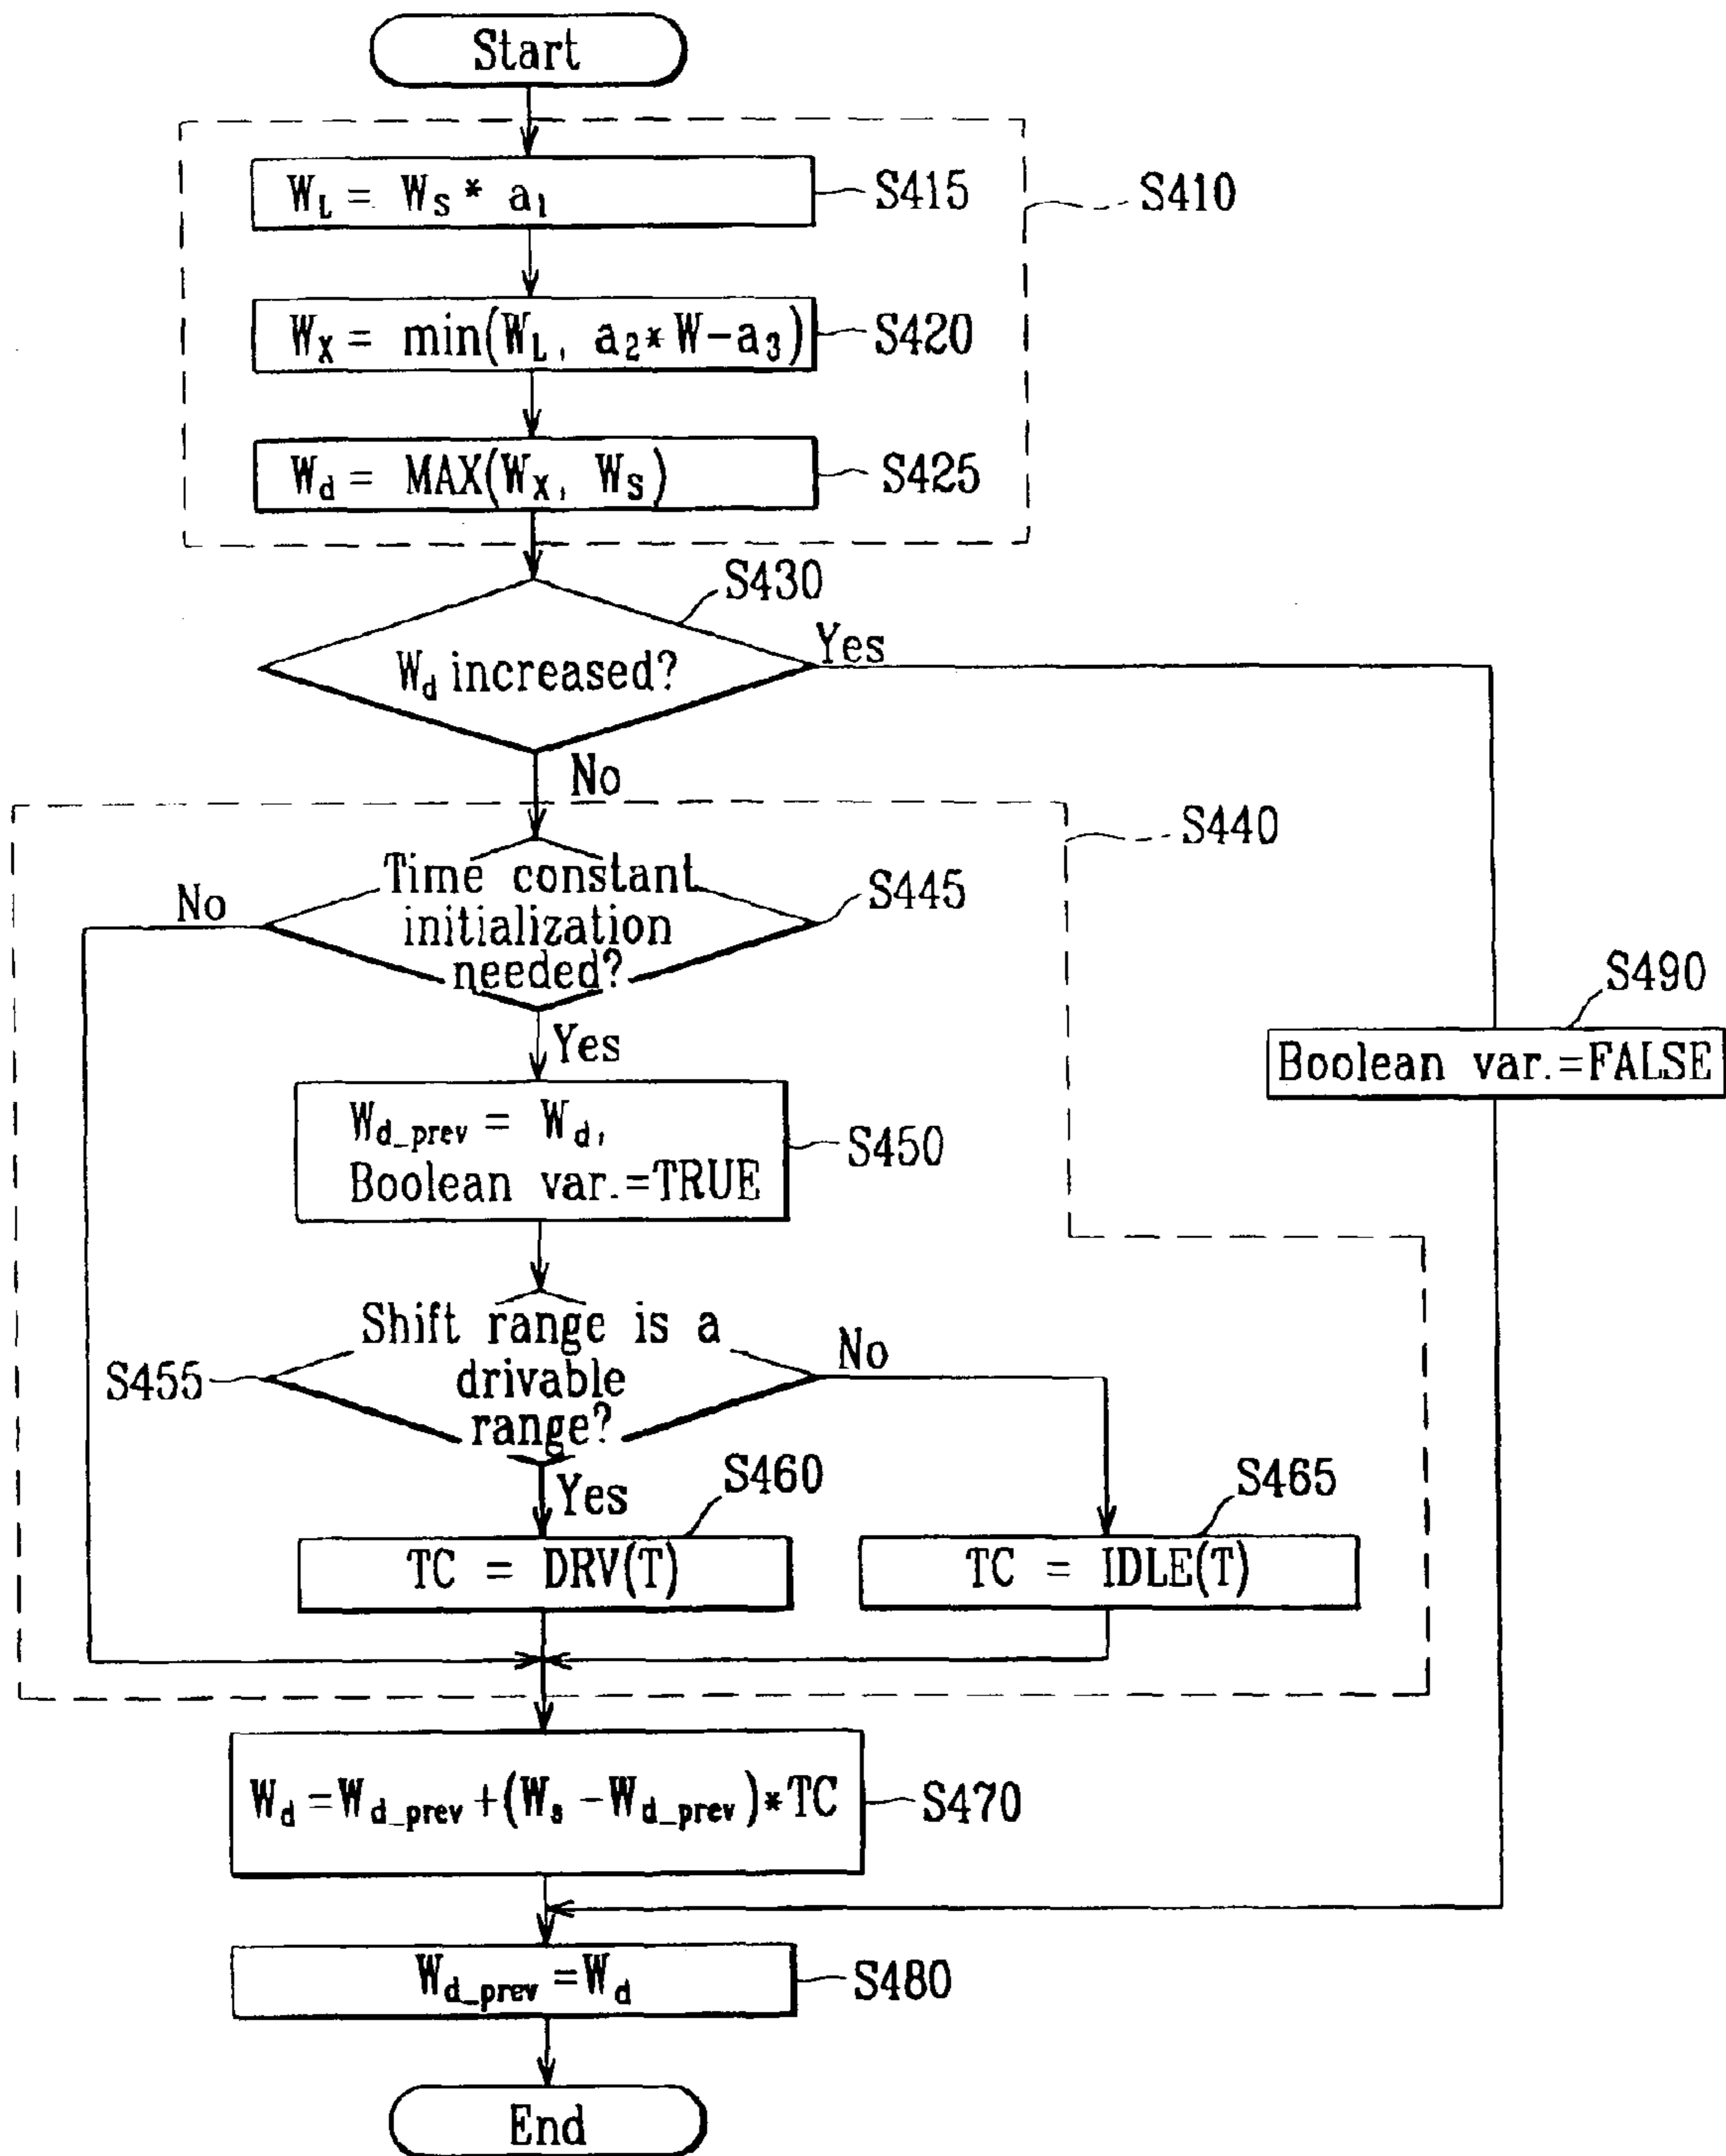 Start
W_L = W_S * a_1
S415
S410
W_X = min(W_L, a_2*W-a_3)
S420
W_d = MAX(W_X, W_S)
S425
S430
W_d increased?
Yes
No
S440
Time constant
initialization
needed?
No
S445
Yes
S490
Boolean var.=FALSE
W_d_prev = W_d,
Boolean var.=TRUE
S450
Shift range is a
drivable
range?
S455
No
Yes
S460
S465
TC = DRV(T)
TC = IDLE(T)
W_d=W_d_prev+(W_s-W_d_prev)*TC
S470
W_d_prev=W_d
S480
End